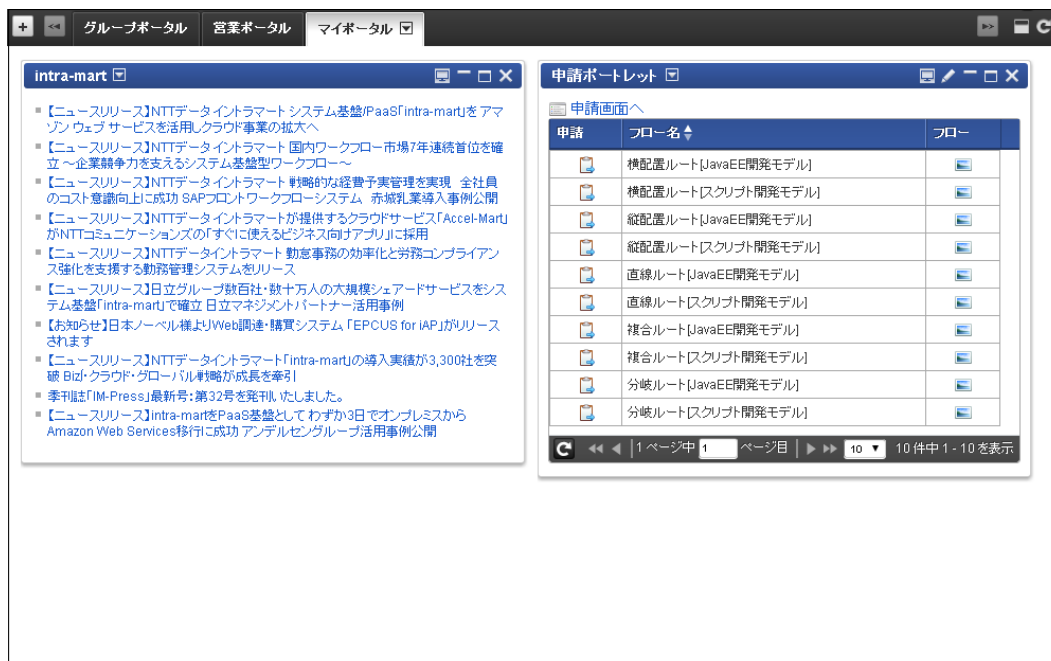 グループポータル 営業ポータル マイポータル
intra-mart
【ニュースリリース】NTTデータイントラマート システム基盤/PaaS「intra-mart」を アマ
ゾン ウェブ サービスを活用しクラウド事業の拡大へ
【ニュースリリース】NTTデータイントラマート 国内ワークフロー市場7年連続首位を確
立 ～企業競争力を支えるシステム基盤型ワークフロー～
【ニュースリリース】NTTデータイントラマート 戦略的な経費予実管理を実現 全社員
のコスト意識向上に成功 SAPフロントワークフローシステム 赤城乳業導入事例公開
【ニュースリリース】NTTデータイントラマートが提供するクラウドサービス「Accel-Mart」
がNTTコミュニケーションズの「すぐに使えるビジネス向けアプリ」に採用
【ニュースリリース】NTTデータイントラマート 勤怠事務の効率化と労務コンプライアン
ス強化を支援する勤務管理システムをリリース
【ニュースリリース】日立グループ数百社・数十万人の大規模シェアードサービスをシス
テム基盤「intra-mart」で確立 日立マネジメントパートナー活用事例
【お知らせ】日本ノーベル様よりWeb調達・購買システム 「EPCUS for iAP」がリリース
されます
【ニュースリリース】NTTデータイントラマート「intra-mart」の導入実績が3,300社を突
破 Biz∫・クラウド・グローバル戦略が成長を牽引
季刊誌「IM-Press」最新号：第32号を発刊いたしました。
【ニュースリリース】intra-martをPaaS基盤として わずか3日でオンプレミスから
Amazon Web Services移行に成功 アンデルセングループ活用事例公開
申請ポートレット
申請画面へ
申請 フロー名 フロー
横配置ルート[JavaEE開発モデル]
横配置ルート[スクリプト開発モデル]
縦配置ルート[JavaEE開発モデル]
縦配置ルート[スクリプト開発モデル]
直線ルート[JavaEE開発モデル]
直線ルート[スクリプト開発モデル]
複合ルート[JavaEE開発モデル]
複合ルート[スクリプト開発モデル]
分岐ルート[JavaEE開発モデル]
分岐ルート[スクリプト開発モデル]
1 ページ中 1 ページ目 10 10 件中 1 - 10 を表示